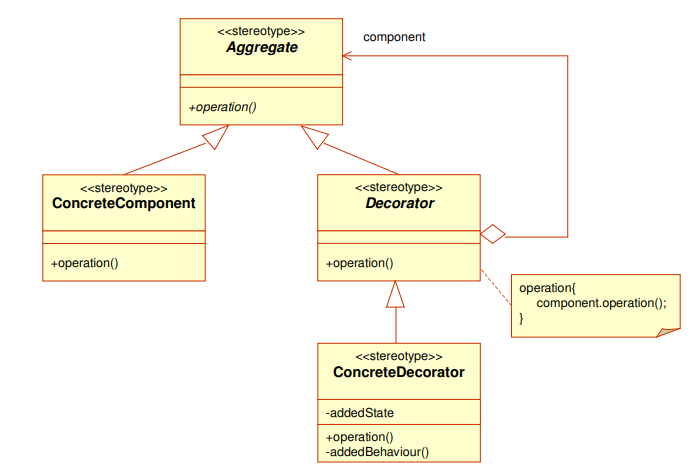 <<stereotype>>
Aggregate
+operation()
component
<<stereotype>>
ConcreteComponent
+operation()
<<stereotype>>
Decorator
+operation()
operation{
component.operation();
}
<<stereotype>>
ConcreteDecorator
-addedState
+operation()
-addedBehaviour()